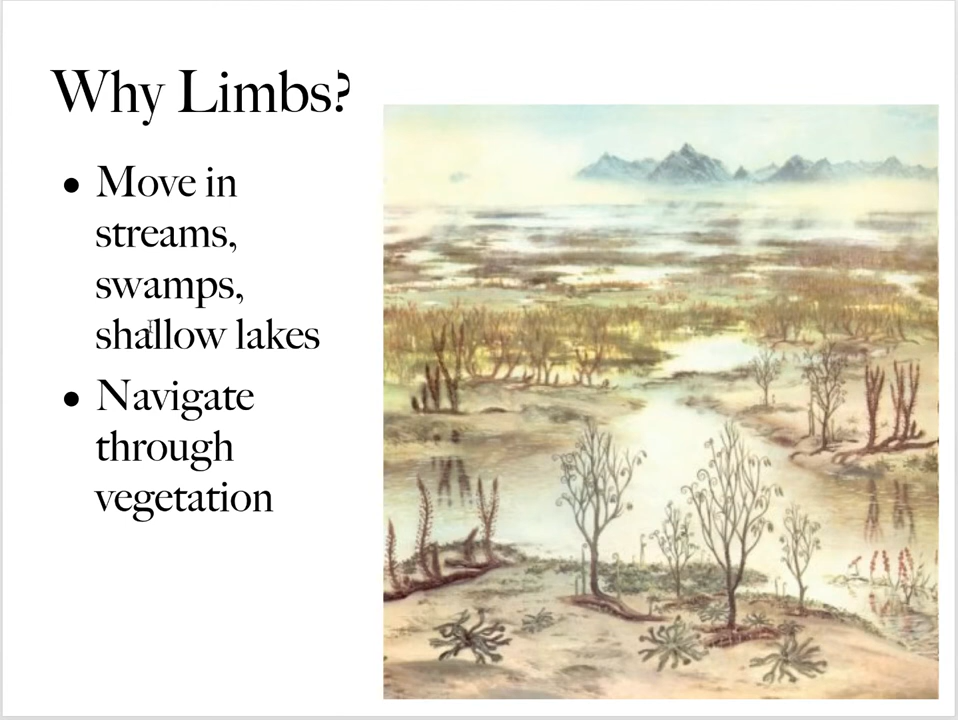 Why Limbs?
• Move in
streams,
swamps,
shallow lakes
• Navigate
through
vegetation